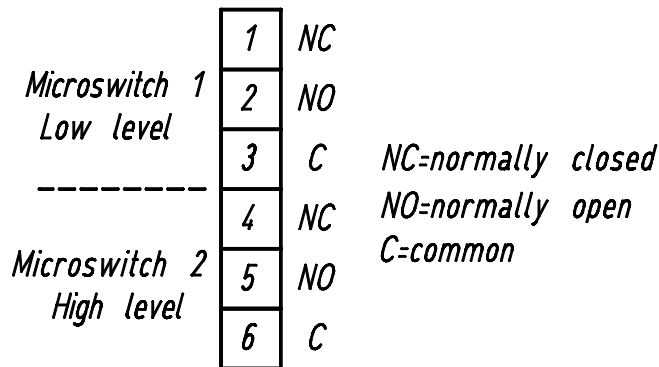 Microswitch 1
Low level
Microswitch 2
High level
1 NC
2 NO
3 C
4 NC
5 NO
6 C
NC=normally closed
NO=normally open
C=common